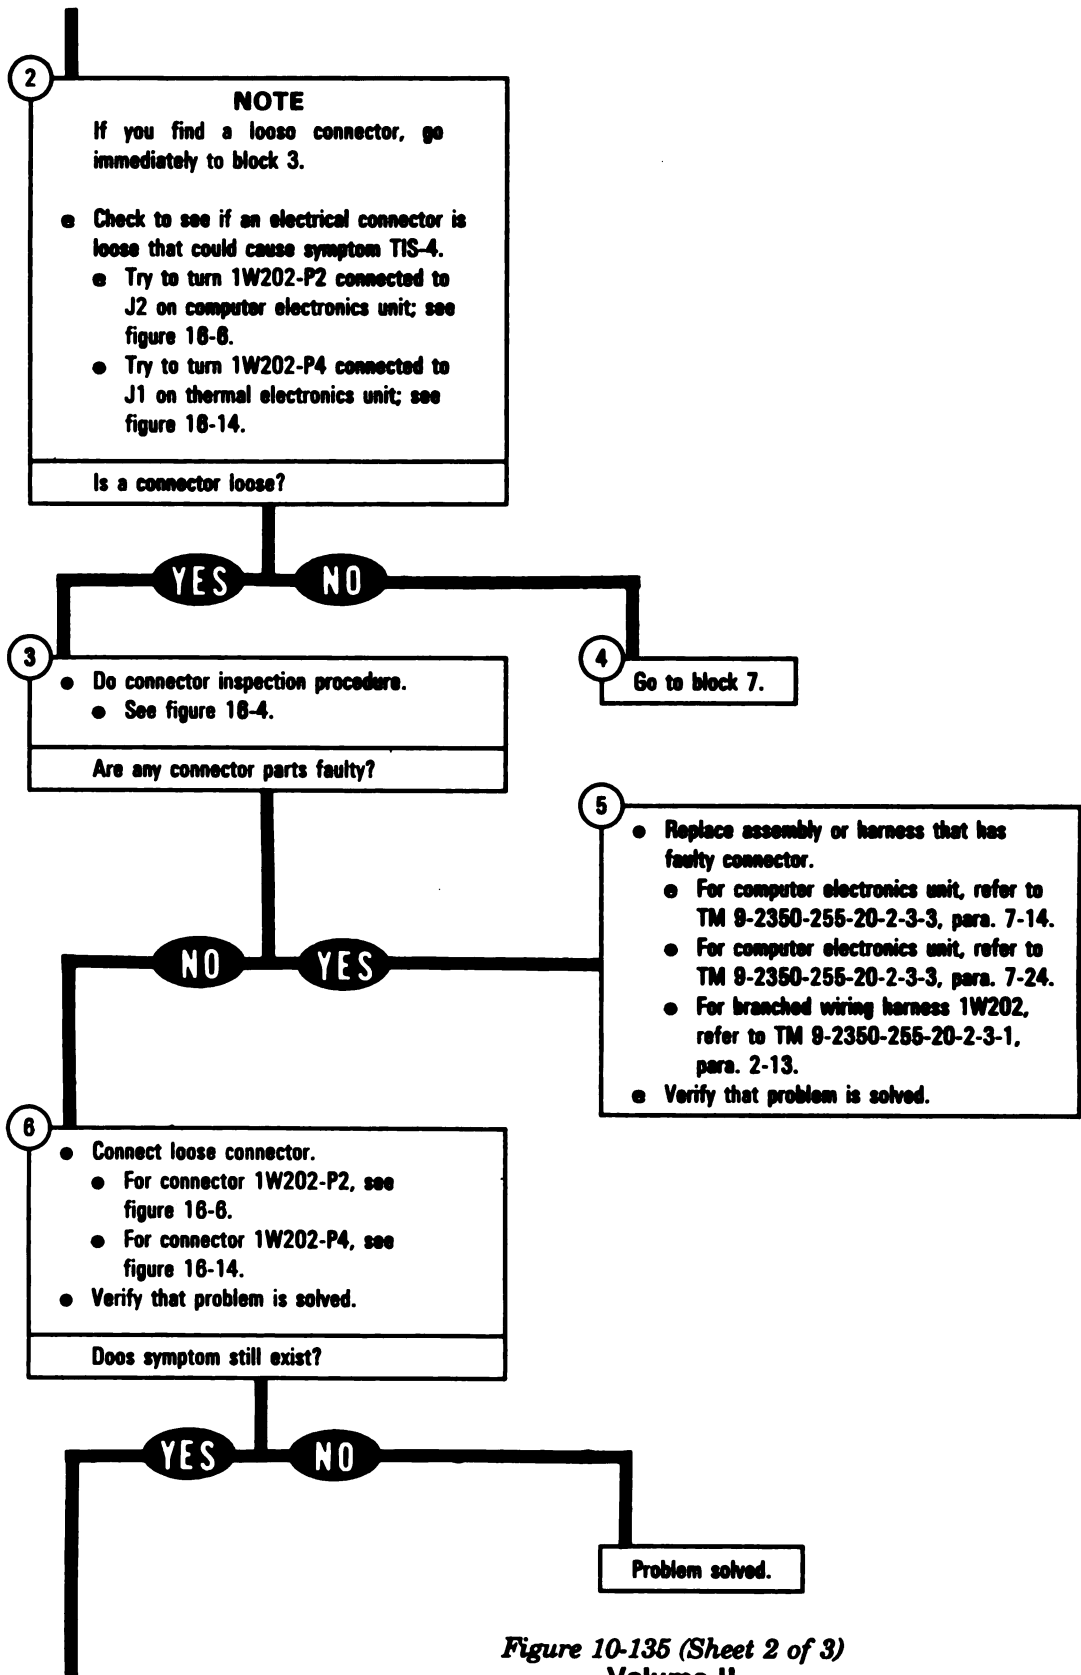 2
NOTE
If you find a looso connector, go
immediately to block 3.
● Check to see if an electrical connector is
loose that could cause symptom TIS-4.
● Try to turn 1W202-P2 connected to
J2 on computer electronics unit; see
figure 16-6.
● Try to turn 1W202-P4 connected to
J1 on thermal electronics unit; see
figure 16-14.
Is a connector loose?
YES NO
3
● Do connector inspection procedure.
● See figure 16-4.
Are any connector parts faulty?
4
Go to block 7.
NO YES
5
● Replace assembly or harness that has
faulty connector.
● For computer electronics unit, refer to
TM 9-2350-255-20-2-3-3, para. 7-14.
● For computer electronics unit, refer to
TM 9-2350-255-20-2-3-3, para. 7-24.
● For branched wiring harness 1W202,
refer to TM 9-2350-255-20-2-3-1,
para. 2-13.
● Verify that problem is solved.
6
● Connect loose connector.
● For connector 1W202-P2, see
figure 16-6.
● For connector 1W202-P4, see
figure 16-14.
● Verify that problem is solved.
Doos symptom still exist?
YES NO
Problem solved.
Figure 10-135 (Sheet 2 of 3)
Volume II